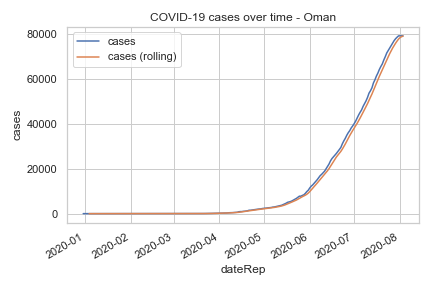 COVID-19 cases over time - Oman
cases
cases (rolling)
80000
60000
40000
20000
0
cases
2020-01
2020-02
2020-03
2020-04
2020-05
2020-06
2020-07
2020-08
dateRep